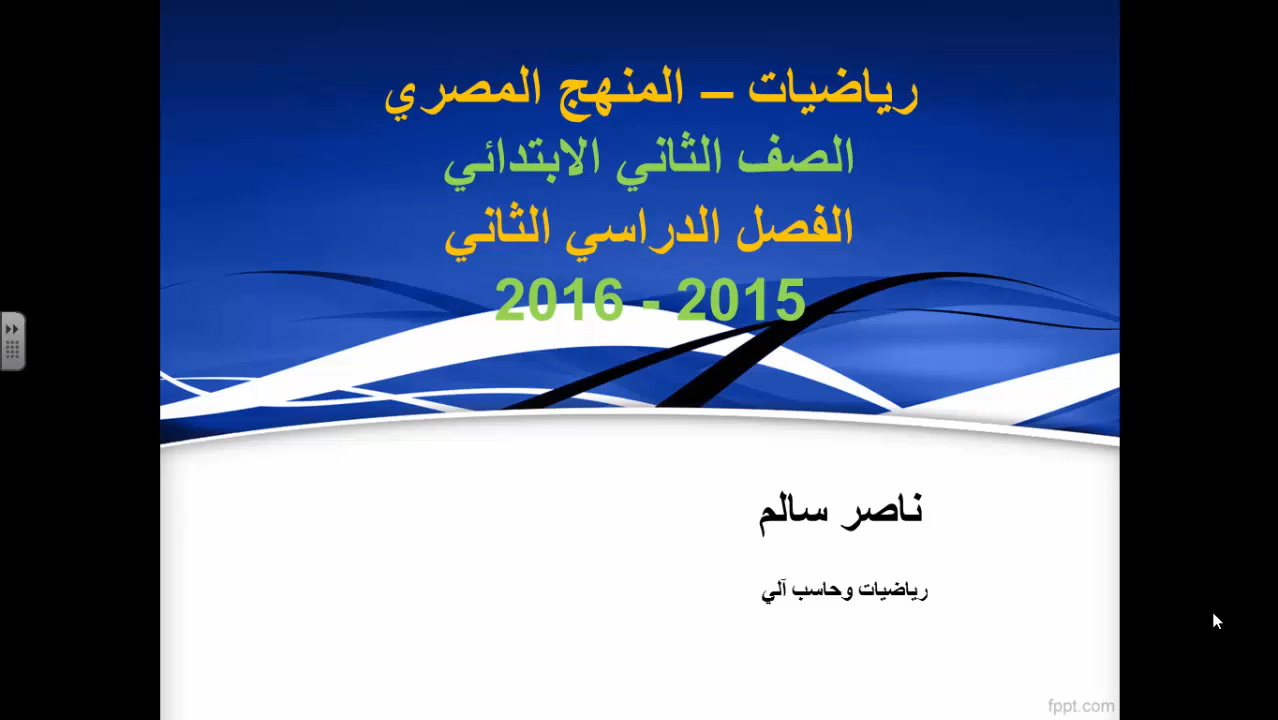 رياضيات – المنهج المصري
الصف الثاني الابتدائي
الفصل الدراسي الثاني
2015 - 2016
ناصر سالم
رياضيات وحاسب آلي
fppt.com